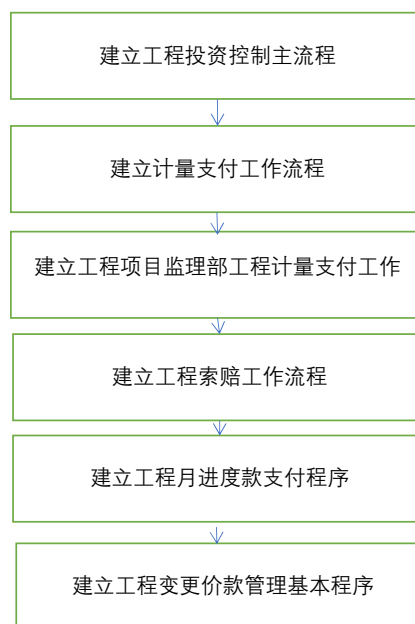 建立工程投资控制主流程
建立计量支付工作流程
建立工程项目监理部工程计量支付工作
建立工程索赔工作流程
建立工程月进度款支付程序
建立工程变更价款管理基本程序